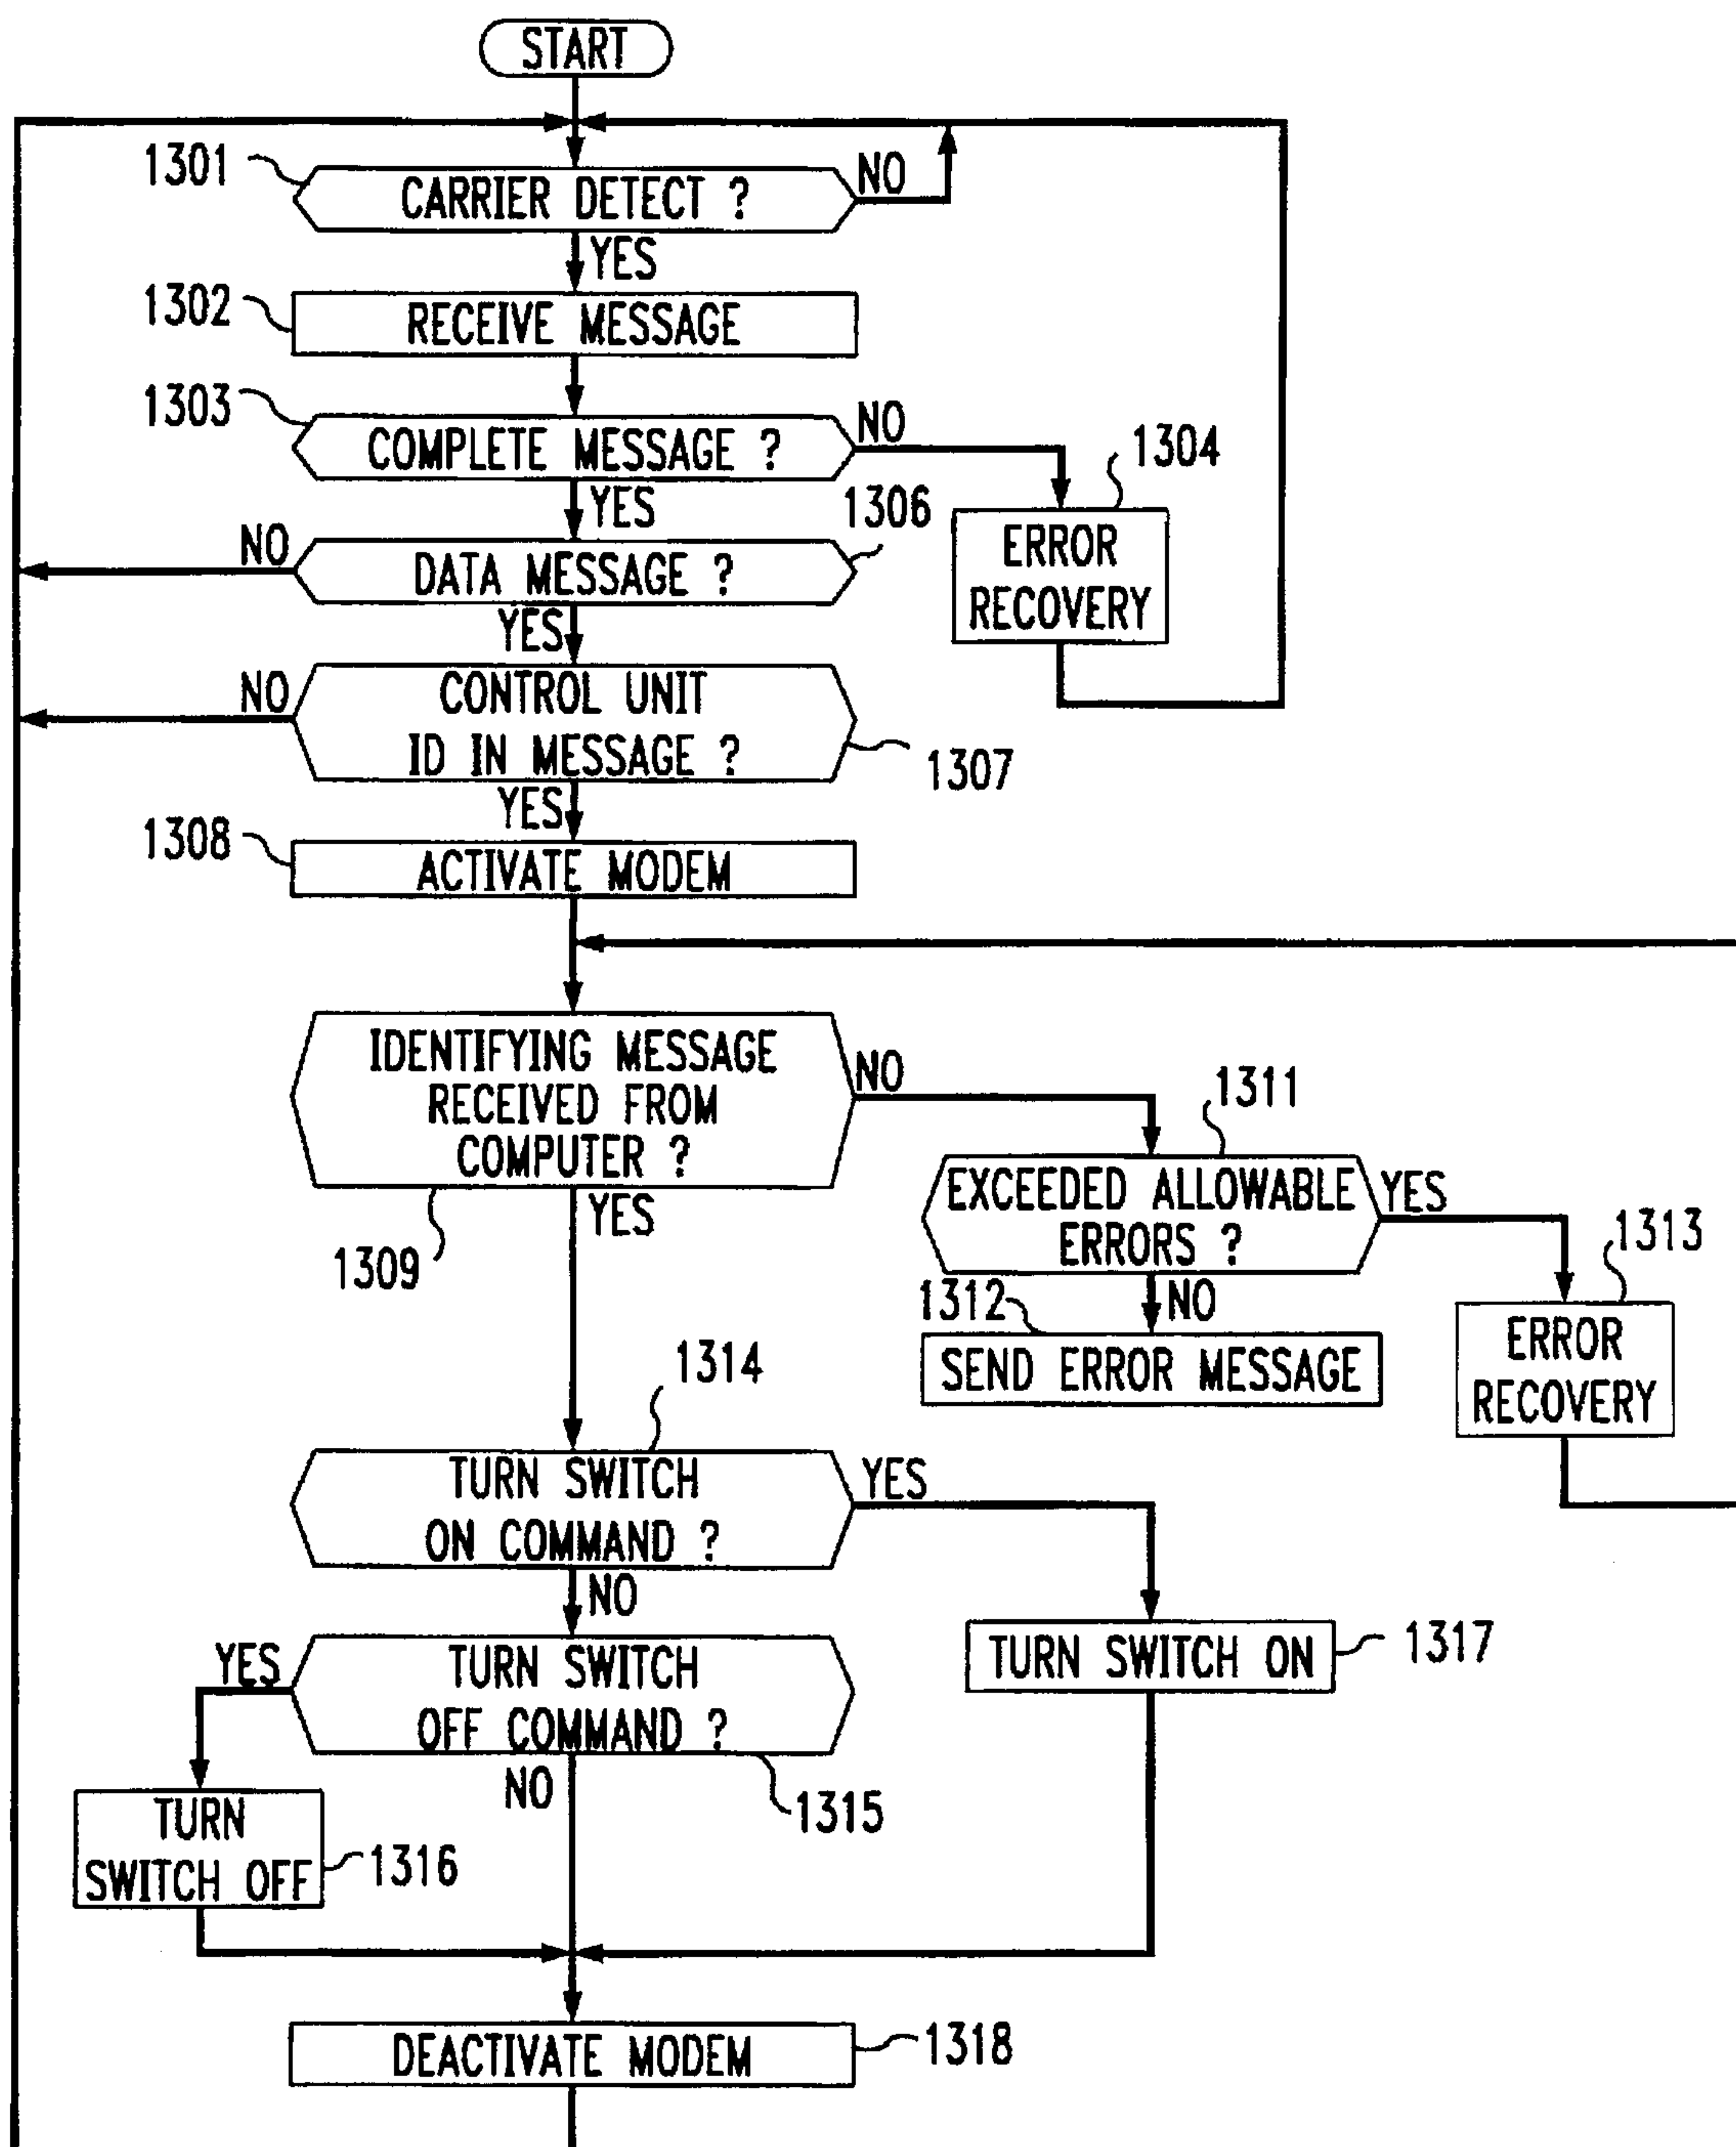 START
1301
CARRIER DETECT ?
NO
YES
1302
RECEIVE MESSAGE
1303
COMPLETE MESSAGE ?
NO
YES
1304
ERROR
RECOVERY
1306
DATA MESSAGE ?
NO
YES
CONTROL UNIT
ID IN MESSAGE ?
NO
1307
YES
1308
ACTIVATE MODEM
IDENTIFYING MESSAGE
RECEIVED FROM
COMPUTER ?
NO
YES
1309
1311
EXCEEDED ALLOWABLE
ERRORS ?
YES
NO
1312
SEND ERROR MESSAGE
1313
ERROR
RECOVERY
1314
TURN SWITCH
ON COMMAND ?
YES
NO
TURN SWITCH ON
1317
TURN SWITCH
OFF COMMAND ?
YES
NO
1315
TURN
SWITCH OFF
1316
DEACTIVATE MODEM
1318